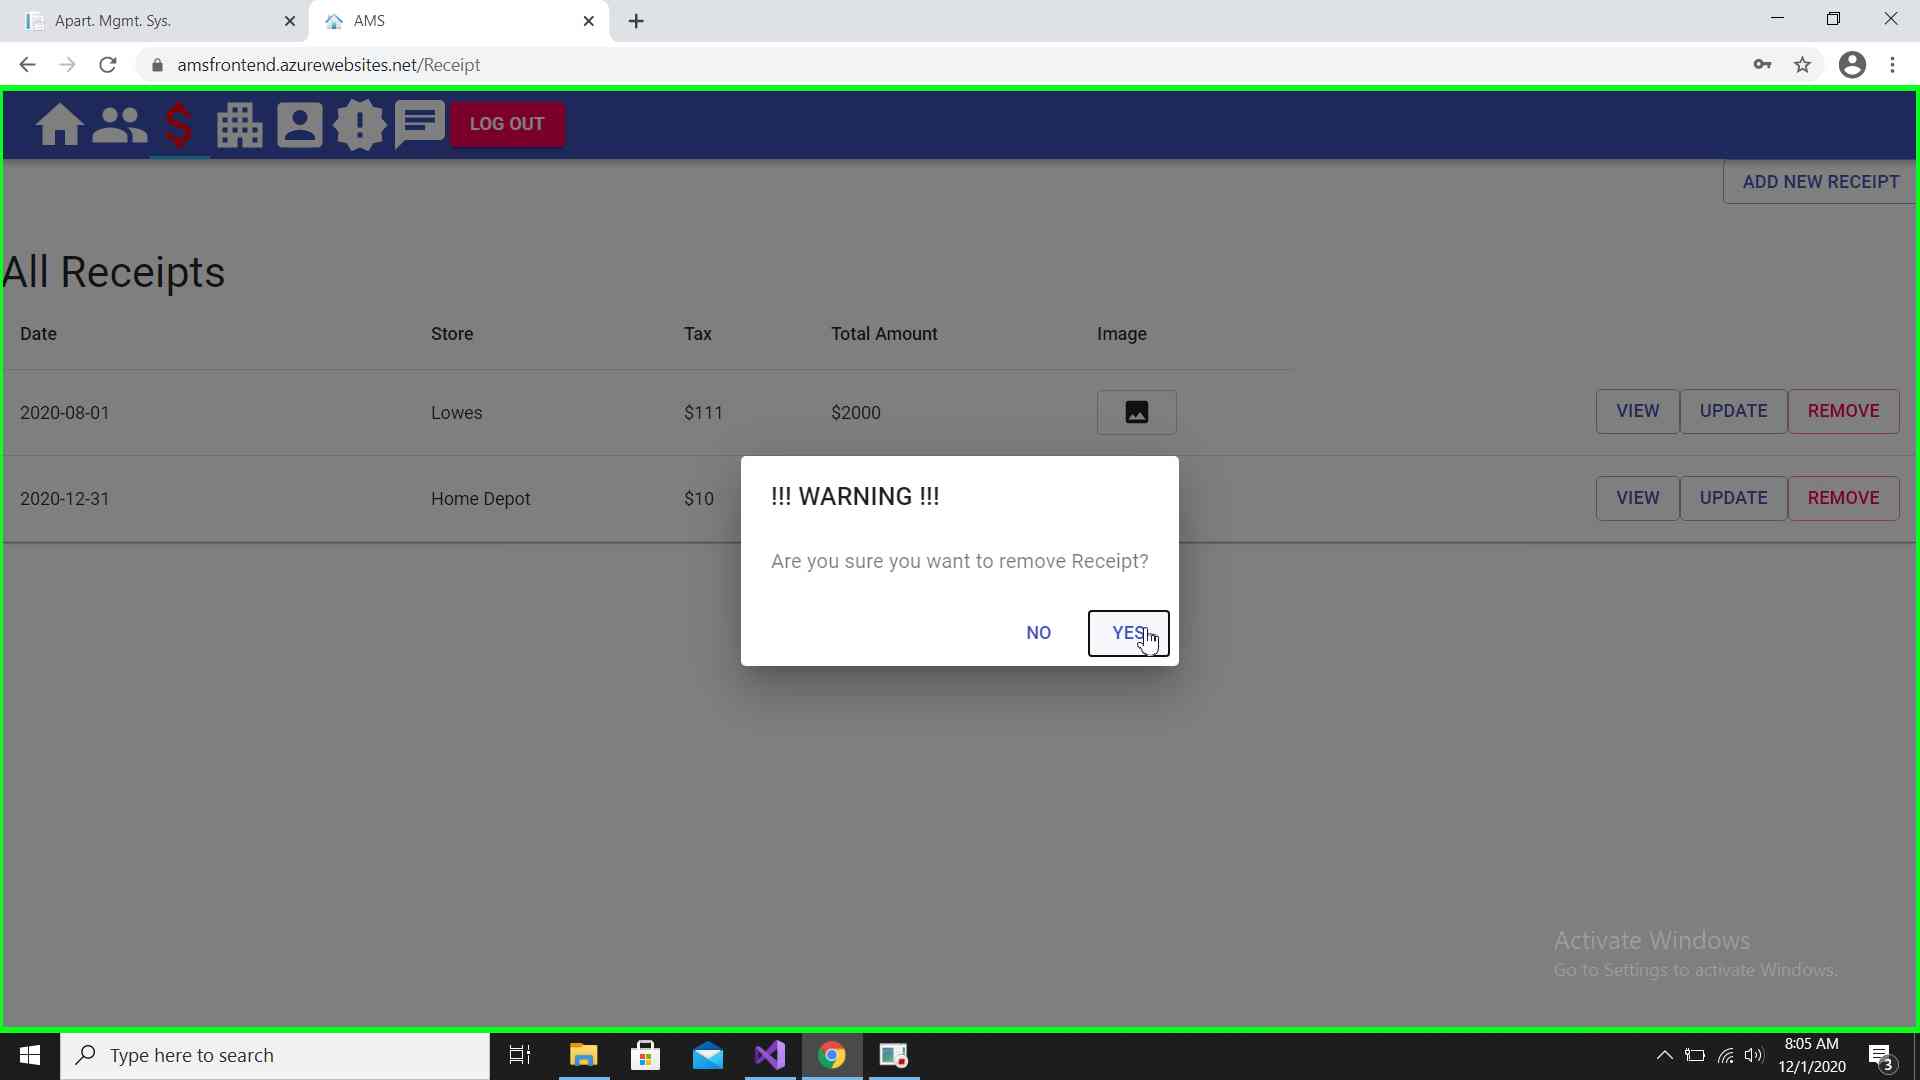 Apart. Mgmt. Sys.
AMS
amsfrontend.azurewebsites.net/Receipt
LOG OUT
ADD NEW RECEIPT
All Receipts
Date Store Tax Total Amount Image
2020-08-01 Lowes $111 $2000 VIEW UPDATE REMOVE
2020-12-31 Home Depot $10 VIEW UPDATE REMOVE
!!! WARNING !!!
Are you sure you want to remove Receipt?
NO YES
Activate Windows
Go to Settings to activate Windows.
Type here to search
8:05 AM
12/1/2020
3